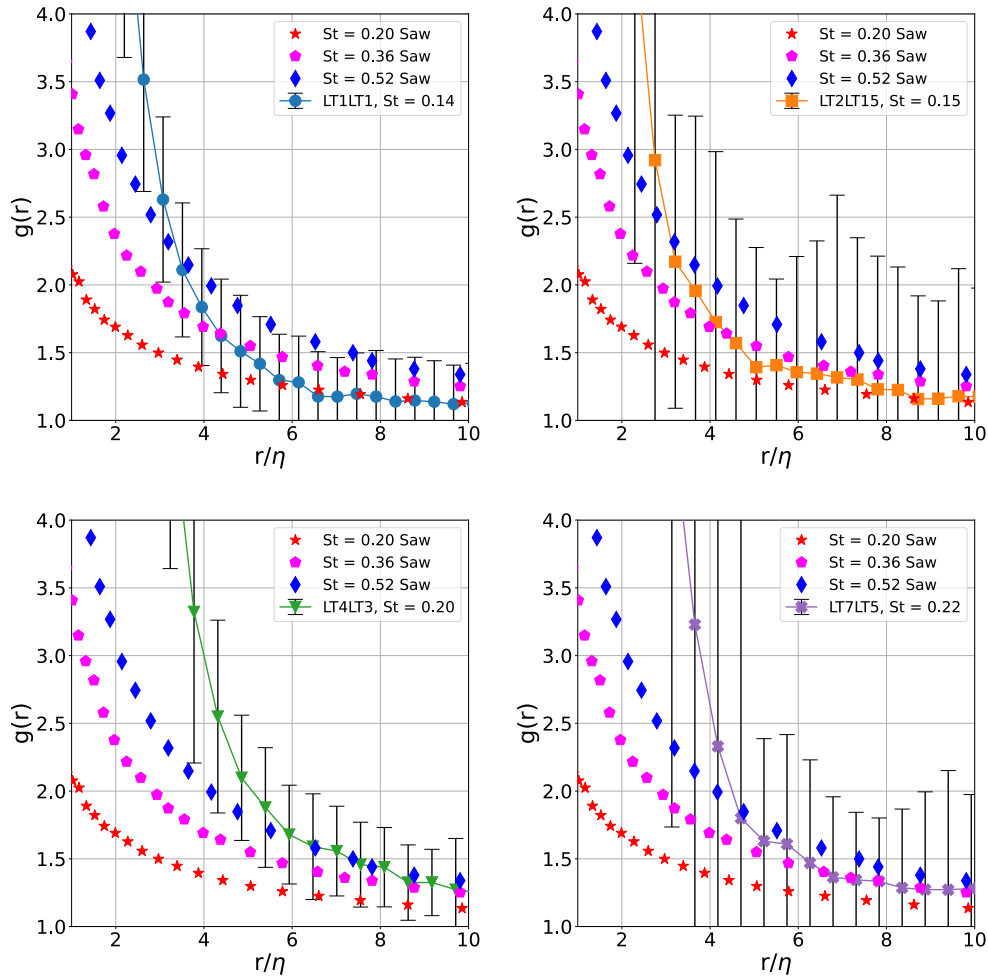 4.0
3.5
3.0
2.5
2.0
1.5
1.0
g(r)
2 4 6 8 10
r/η
St = 0.20 Saw
St = 0.36 Saw
St = 0.52 Saw
LT1LT1, St = 0.14
4.0
3.5
3.0
2.5
2.0
1.5
1.0
g(r)
2 4 6 8 10
r/η
St = 0.20 Saw
St = 0.36 Saw
St = 0.52 Saw
LT2LT15, St = 0.15
4.0
3.5
3.0
2.5
2.0
1.5
1.0
g(r)
2 4 6 8 10
r/η
St = 0.20 Saw
St = 0.36 Saw
St = 0.52 Saw
LT4LT3, St = 0.20
4.0
3.5
3.0
2.5
2.0
1.5
1.0
g(r)
2 4 6 8 10
r/η
St = 0.20 Saw
St = 0.36 Saw
St = 0.52 Saw
LT7LT5, St = 0.22